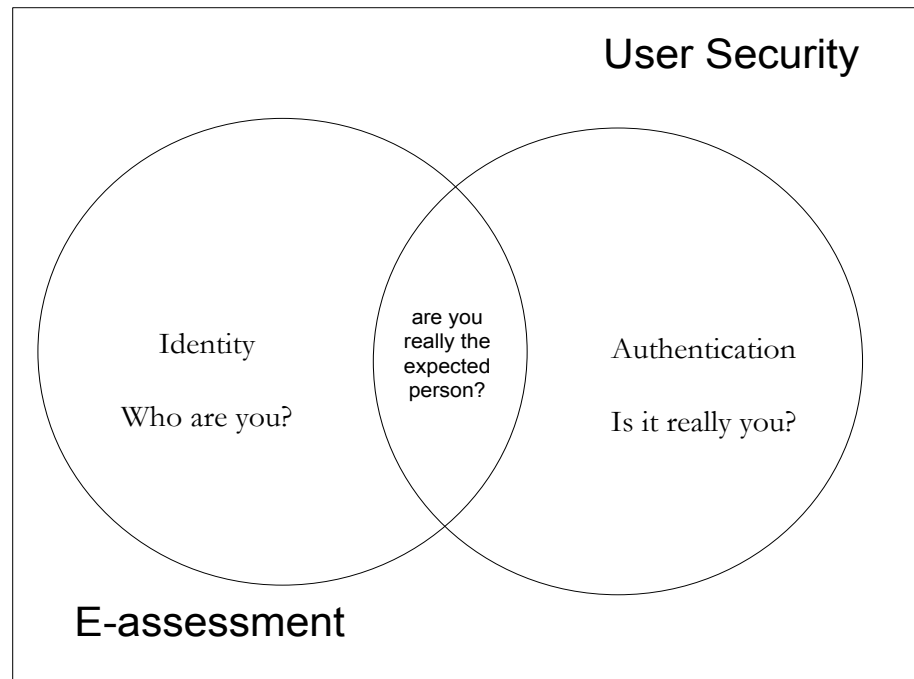 User Security
Identity
Who are you?
are you
really the
expected
person?
Authentication
Is it really you?
E-assessment